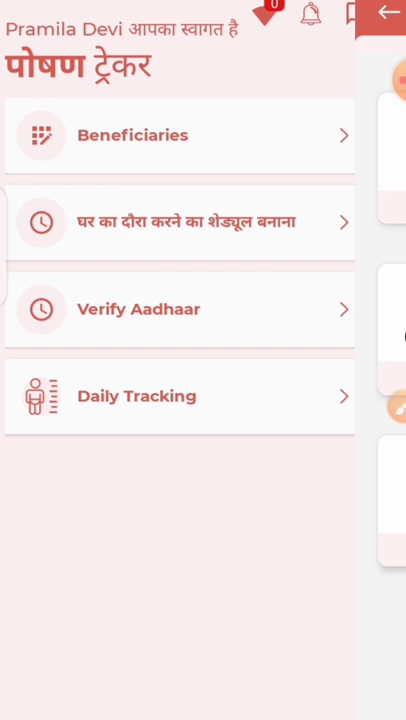 Pramila Devi आपका स्वागत है
0
पोषण ट्रेकर
Beneficiaries
घर का दौरा करने का शेड्यूल बनाना
Verify Aadhaar
Daily Tracking